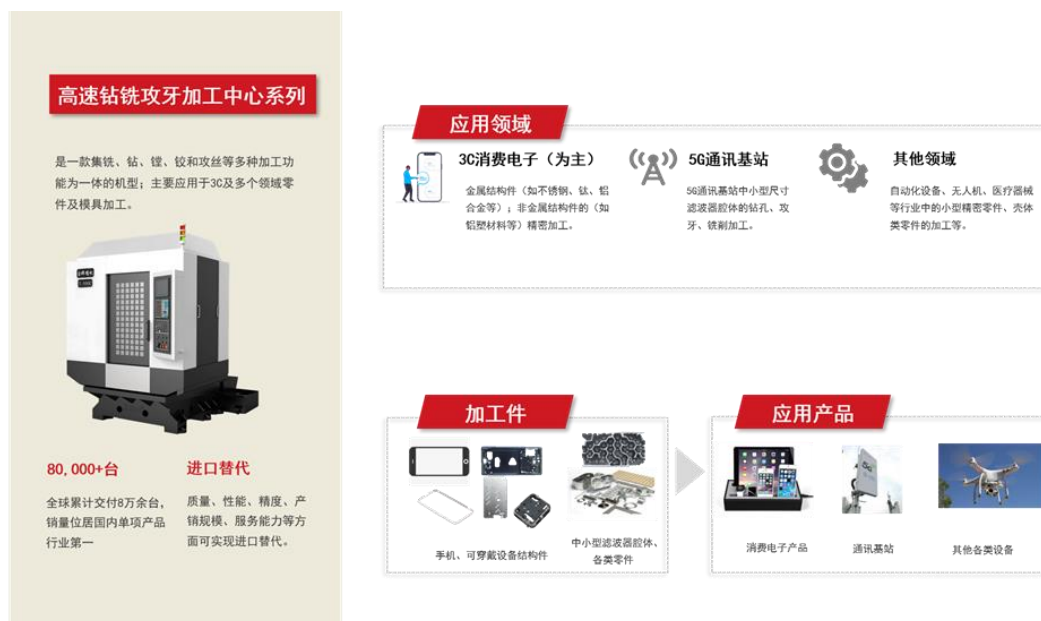 高速钻铣攻牙加工中心系列
是一款集铣、钻、镗、铰和攻丝等多种加工功
能为一体的机型；主要应用于3C及多个领域零
件及模具加工。
80,000+台
全球累计交付8万余台，
销量位居国内单项产品
行业第一
进口替代
质量、性能、精度、产
销规模、服务能力等方
面可实现进口替代。
应用领域
3C消费电子（为主）
金属结构件（如不锈钢、钛、铝
合金等）；非金属结构件的（如
铝塑材料等）精密加工。
5G通讯基站
5G通讯基站中小型尺寸
滤波器腔体的钻孔、攻
牙、铣削加工。
其他领域
自动化设备、无人机、医疗器械
等行业中的小型精密零件、壳体
类零件的加工等。
加工件
手机、可穿戴设备结构件
中小型滤波器腔体、
各类零件
应用产品
消费电子产品
通讯基站
其他各类设备